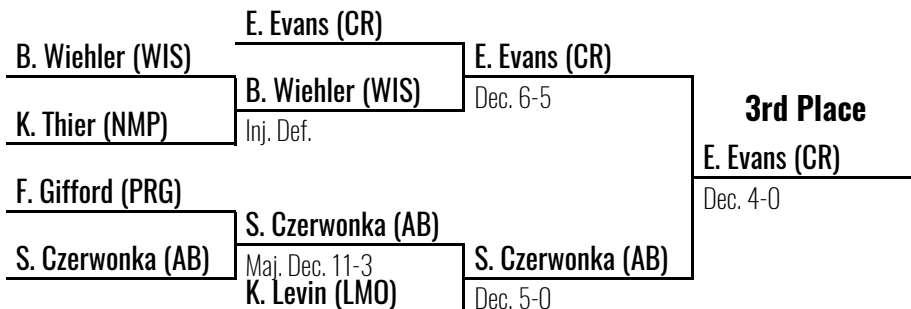 E. Evans (CR)
B. Wiehler (WIS)
E. Evans (CR)
B. Wiehler (WIS)
Dec. 6-5
3rd Place
K. Thier (NMP)
Inj. Def.
E. Evans (CR)
F. Gifford (PRG)
Dec. 4-0
S. Czerwonka (AB)
S. Czerwonka (AB)
Maj. Dec. 11-3
S. Czerwonka (AB)
K. Levin (LMO)
Dec. 5-0